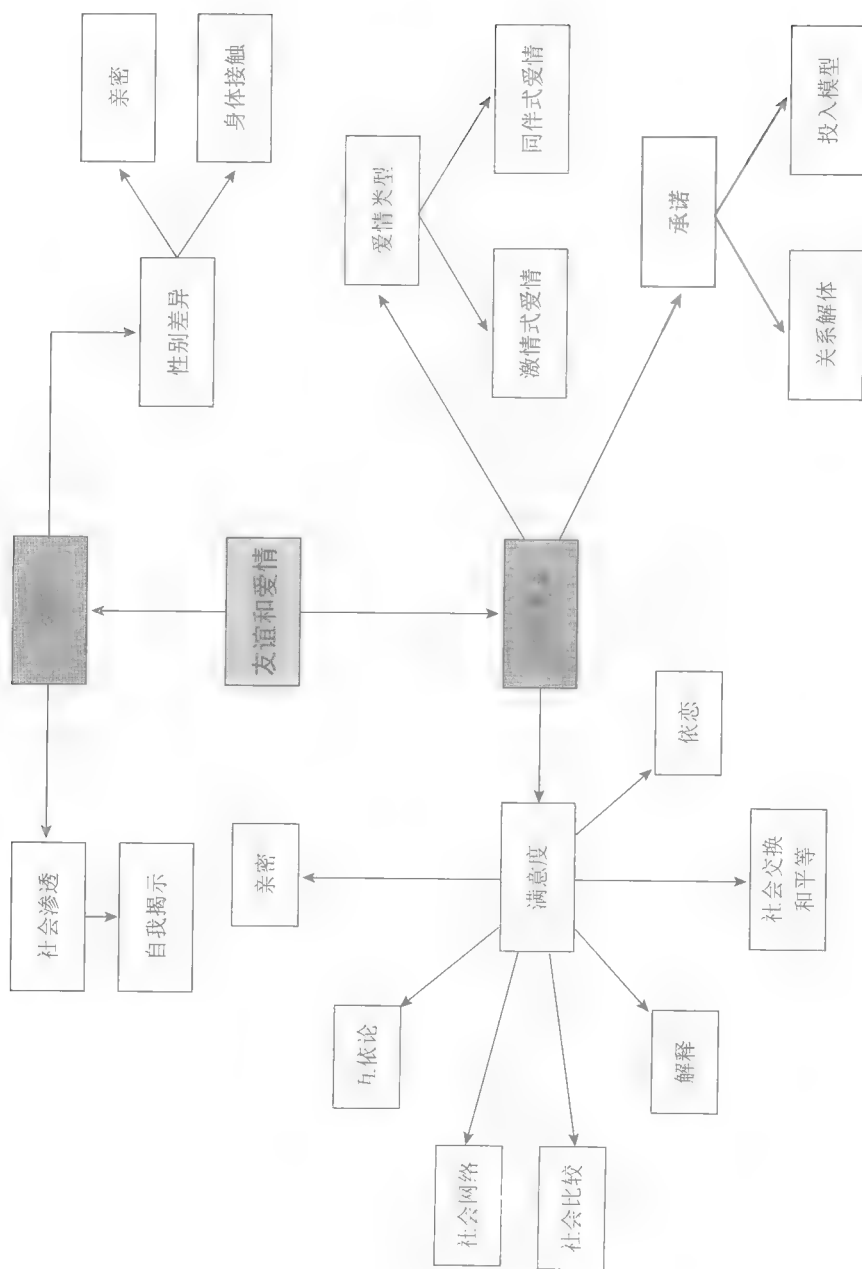 友谊和爱情
社会渗透
自我揭示
性别差异
亲密
身体接触
满意度
亲密
互依论
社会网络
社会比较
解释
社会交换
和平等
依恋
爱情类型
激情式爱情
同伴式爱情
承诺
关系解体
投入模型